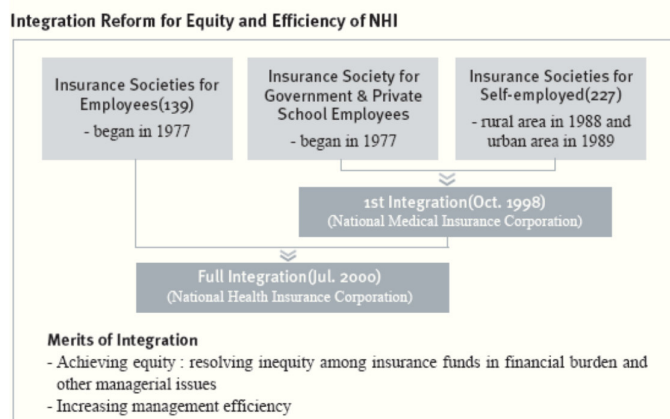 Integration Reform for Equity and Efficiency of NHI
Insurance Societies for
Employees(139)
- began in 1977
Insurance Society for
Government & Private
School Employees
- began in 1977
Insurance Societies for
Self-employed(227)
- rural area in 1988 and
urban area in 1989
1st Integration(Oct. 1998)
(National Medical Insurance Corporation)
Full Integration(Jul. 2000)
(National Health Insurance Corporation)
Merits of Integration
- Achieving equity : resolving inequity among insurance funds in financial burden and
other managerial issues
- Increasing management efficiency